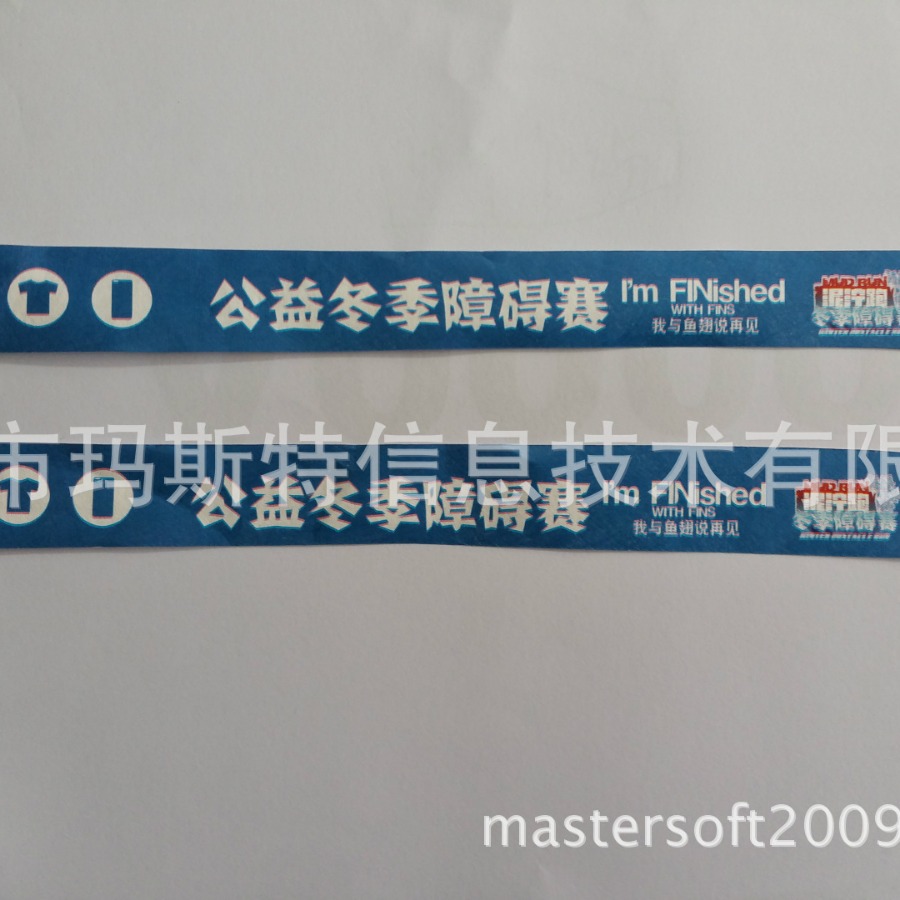 公益冬季障碍赛
I'm FINished
WITH FINS
我与鱼翅说再见
MUD RUN
冬季障碍赛
市玛斯特信息技术有限
公益冬季障碍赛
I'm FINished
WITH FINS
我与鱼翅说再见
冬季障碍赛
mastersoft2009